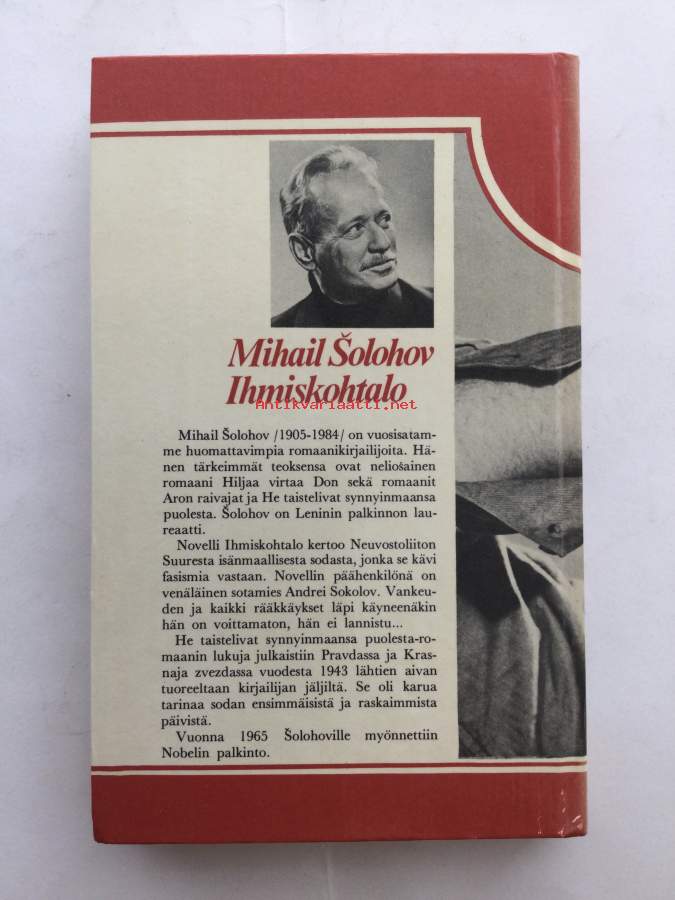 Mihail Šolohov
Ihmiskohtalo
Antikvariaatti.net
Mihail Šolohov /1905-1984/ on vuosisatam-
me huomattavimpia romaanikirjailijoita. Hä-
nen tärkeimmät teoksensa ovat neliośainen
romaani Hiljaa virtaa Don sekä romaanit
Aron raivajat ja He taistelivat synnyinmaansa
puolesta. Šolohov on Leninin palkinnon lau-
reaatti.
Novelli Ihmiskohtalo kertoo Neuvostoliiton
Suuresta isänmaallisesta sodasta, jonka se kävi
fasismia vastaan. Novellin päähenkilönä on
venäläinen sotamies Andrei Sokolov. Vankeu-
den ja kaikki rääkkäykset läpi käyneenäkin
hän on voittamaton, hän ei lannistu...
He taistelivat synnyinmaansa puolesta-ro-
maanin lukuja julkaistiin Pravdassa ja Kras-
naja zvezdassa vuodesta 1943 lähtien aivan
tuoreeltaan kirjailijan jäljiltä. Se oli karua
tarinaa sodan ensimmäisistä ja raskaimmista
päivistä.
Vuonna 1965 Šolohoville myönnettiin
Nobelin palkinto.